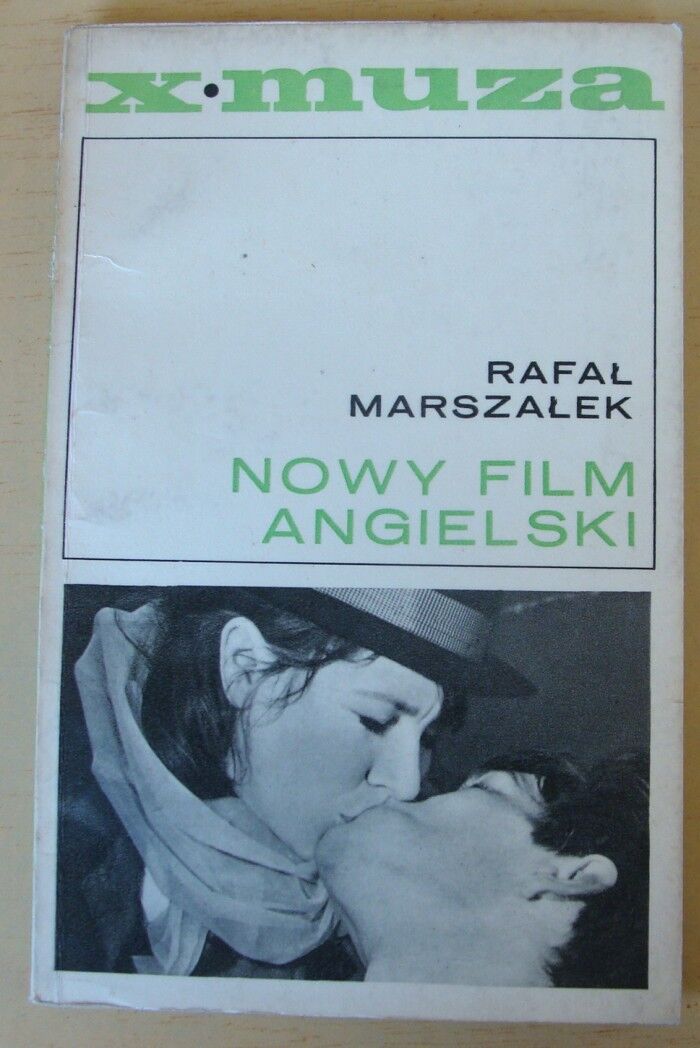 x·muza
RAFAŁ
MARSZAŁEK
NOWY FILM
ANGIELSKI